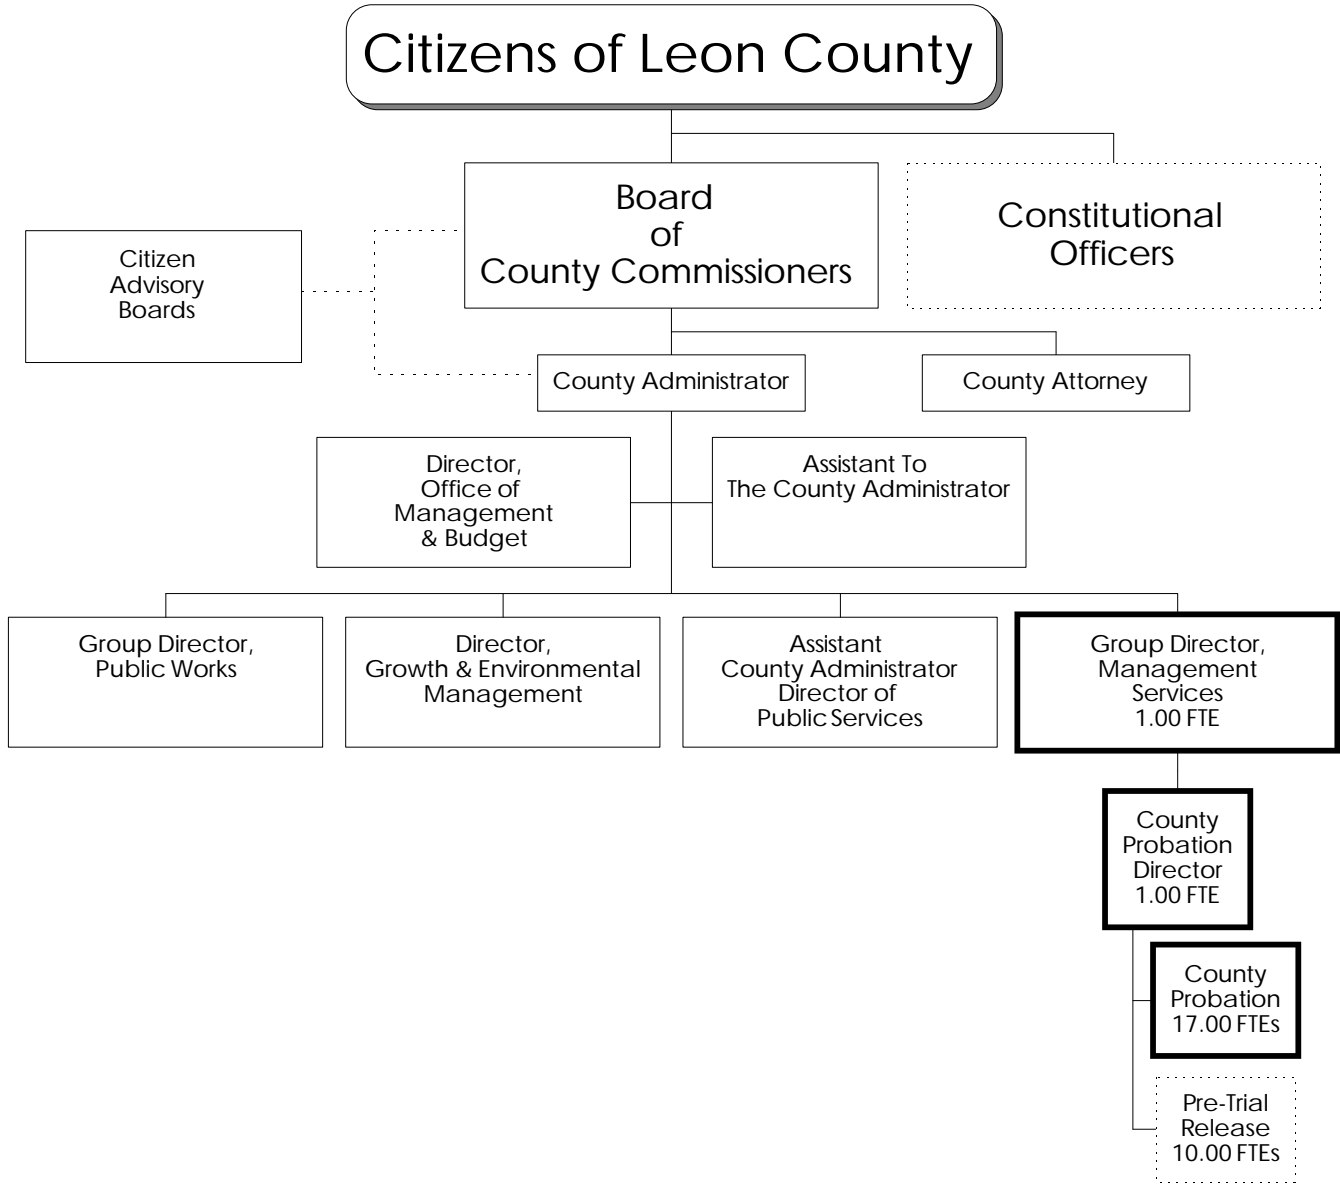 Citizens of Leon County
Board
of
County Commissioners
Constitutional
Officers
Citizen
Advisory
Boards
County Administrator
County Attorney
Director,
Office of
Management
& Budget
Assistant To
The County Administrator
Group Director,
Public Works
Director,
Growth & Environmental
Management
Assistant
County Administrator
Director of
Public Services
Group Director,
Management
Services
1.00 FTE
County
Probation
Director
1.00 FTE
County
Probation
17.00 FTEs
Pre-Trial
Release
10.00 FTEs